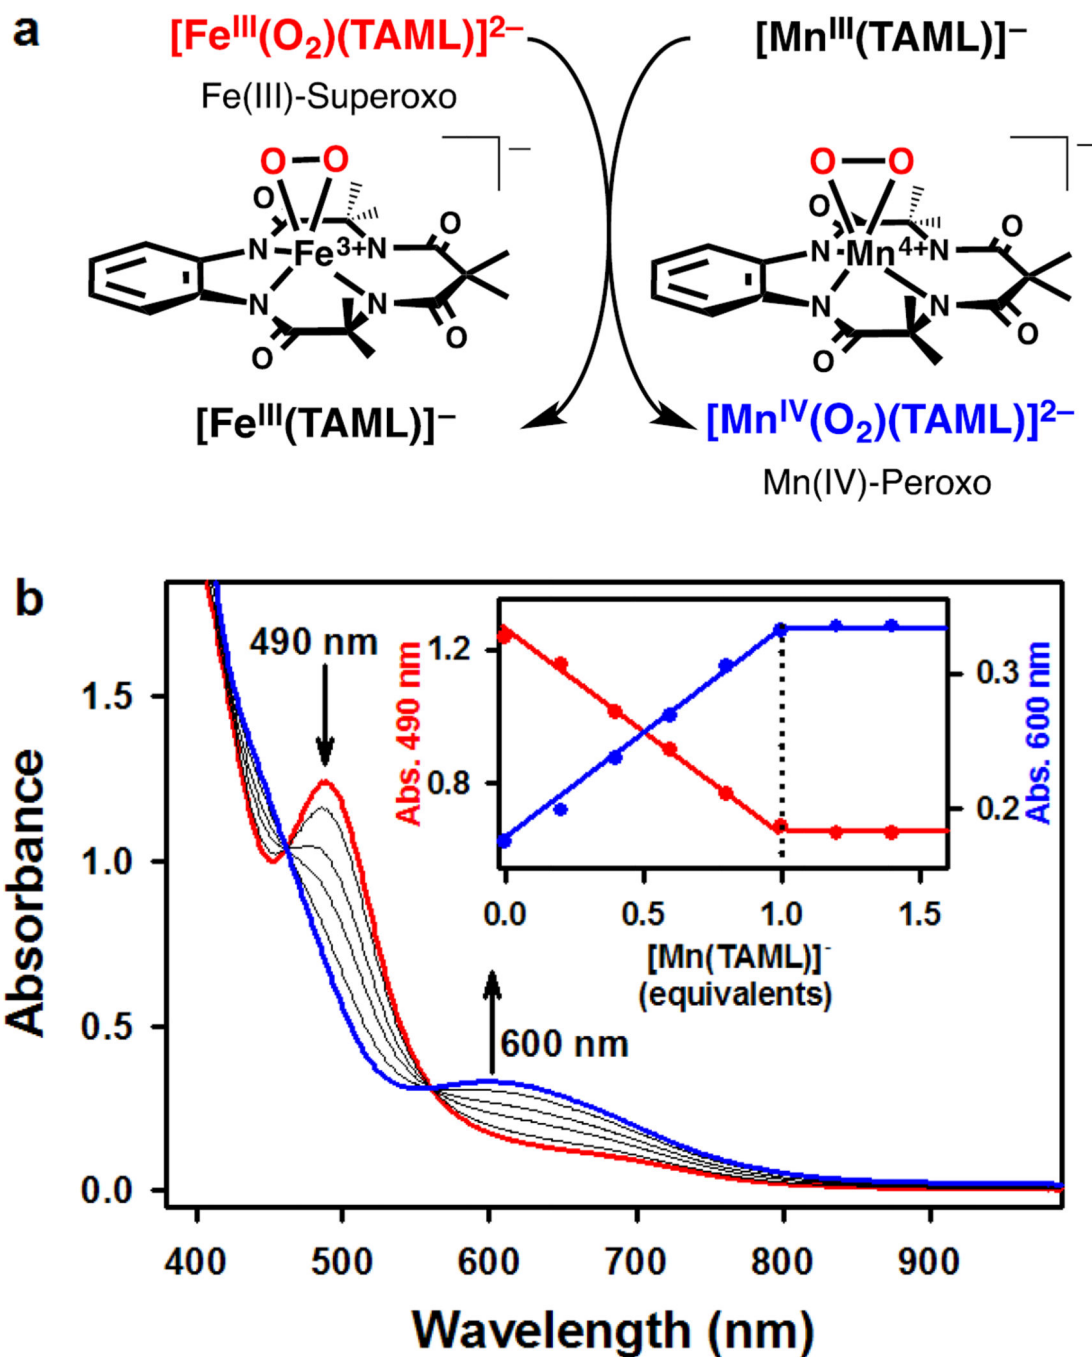 a
[Feᴵᴵᴵ(O₂)(TAML)]²⁻
[Mnᴵᴵᴵ(TAML)]⁻
Fe(III)-Superoxo
O O
O
O
N
N
Fe³⁺
N
N
O
O
–
O O
O
O
N
N
Mn⁴⁺
N
N
O
O
–
[Feᴵᴵᴵ(TAML)]⁻
[Mnᴵⱽ(O₂)(TAML)]²⁻
Mn(IV)-Peroxo
b
490 nm
600 nm
Absorbance
1.5
1.0
0.5
0.0
400 500 600 700 800 900
Wavelength (nm)
Abs. 490 nm
1.2
0.8
Abs. 600 nm
0.3
0.2
0.0 0.5 1.0 1.5
[Mn(TAML)]⁻
(equivalents)